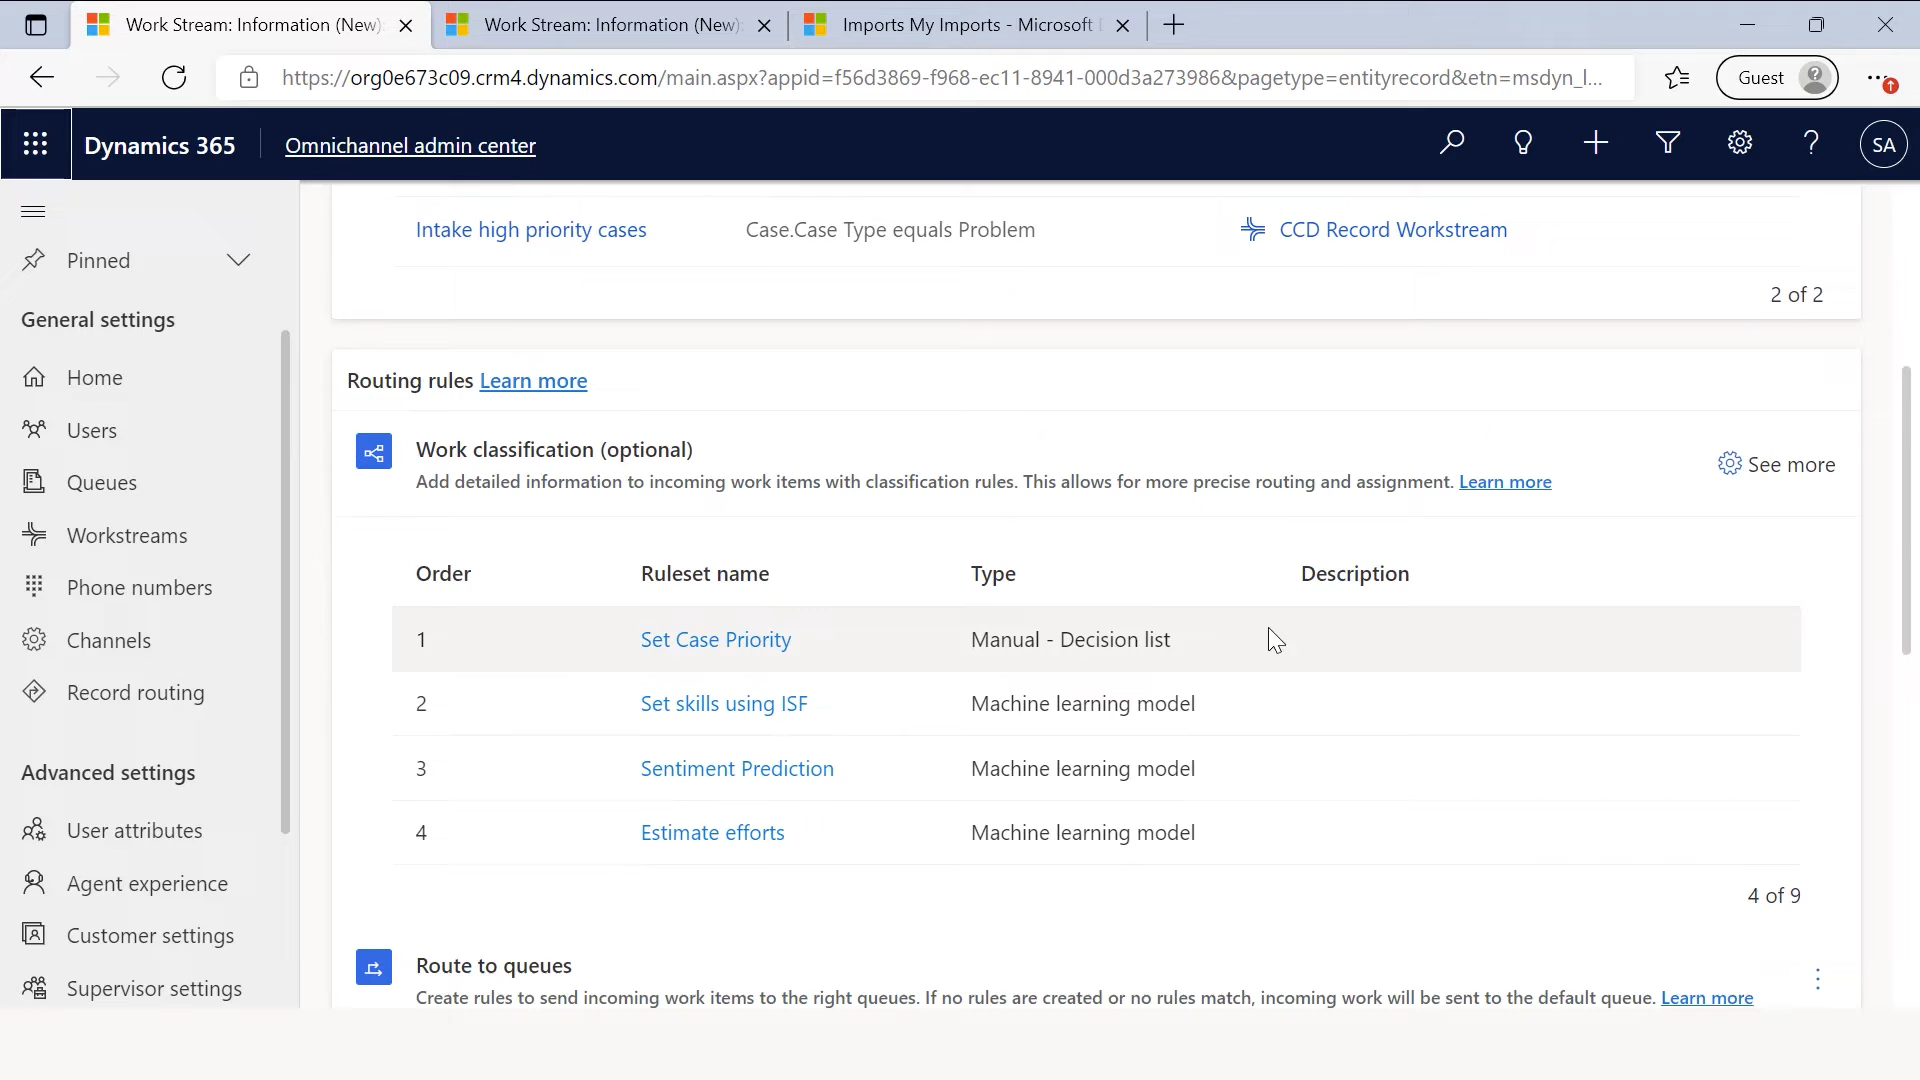 Work Stream: Information (New)
Work Stream: Information (New)
Imports My Imports - Microsoft
https://org0e673c09.crm4.dynamics.com/main.aspx?appid=f56d3869-f968-ec11-8941-000d3a273986&pagetype=entityrecord&etn=msdyn_l...
Guest
Dynamics 365
Omnichannel admin center
SA
Pinned
General settings
Home
Users
Queues
Workstreams
Phone numbers
Channels
Record routing
Advanced settings
User attributes
Agent experience
Customer settings
Supervisor settings
Intake high priority cases Case.Case Type equals Problem CCD Record Workstream
2 of 2
Routing rules Learn more
Work classification (optional)
Add detailed information to incoming work items with classification rules. This allows for more precise routing and assignment. Learn more
See more
Order Ruleset name Type Description
1 Set Case Priority Manual - Decision list
2 Set skills using ISF Machine learning model
3 Sentiment Prediction Machine learning model
4 Estimate efforts Machine learning model
4 of 9
Route to queues
Create rules to send incoming work items to the right queues. If no rules are created or no rules match, incoming work will be sent to the default queue. Learn more